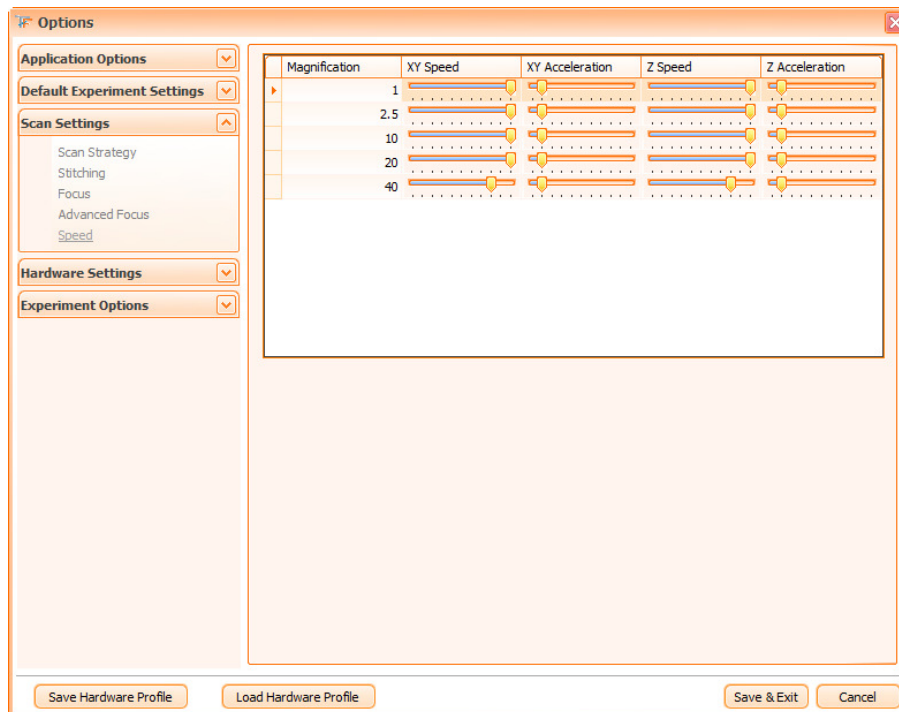 Options
Application Options
Default Experiment Settings
Scan Settings
Scan Strategy
Stitching
Focus
Advanced Focus
Speed
Hardware Settings
Experiment Options
Magnification XY Speed XY Acceleration Z Speed Z Acceleration
1
2.5
10
20
40
Save Hardware Profile Load Hardware Profile Save & Exit Cancel